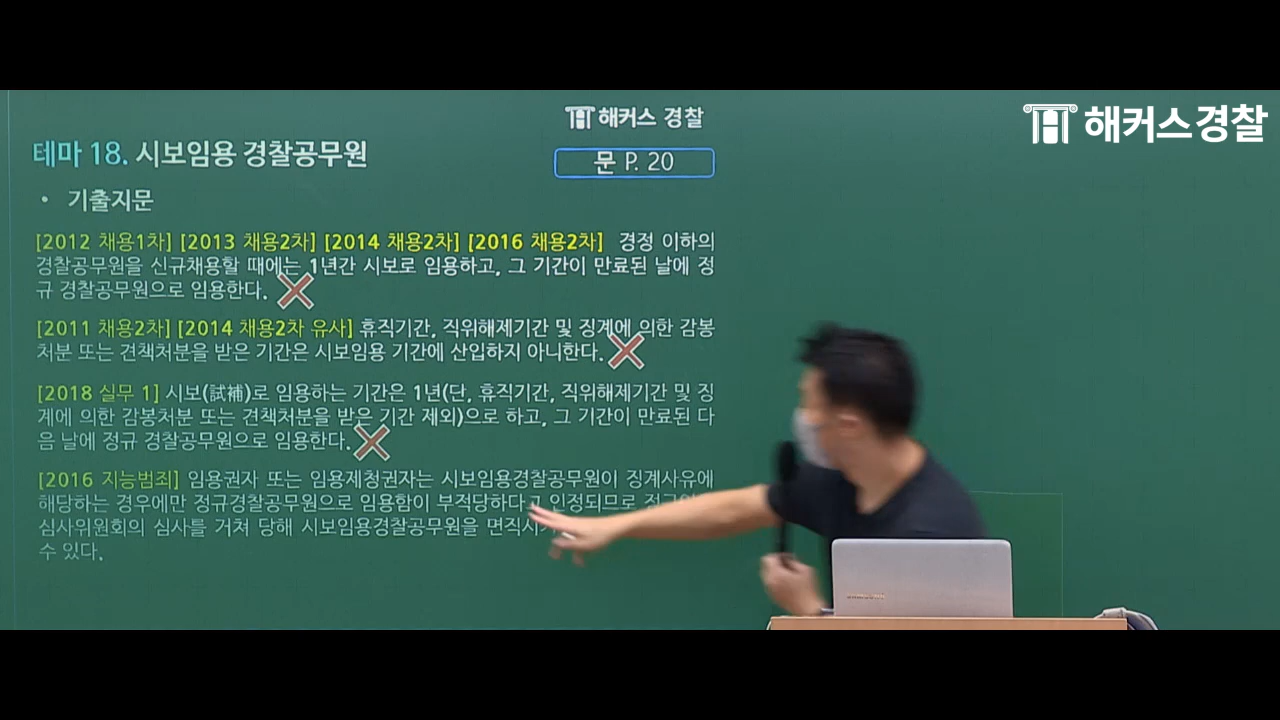 해커스 경찰
해커스경찰
테마 18. 시보임용 경찰공무원
문 P. 20
• 기출지문
[2012 채용1차] [2013 채용2차] [2014 채용2차] [2016 채용2차] 경정 이하의
경찰공무원을 신규채용할 때에는 1년간 시보로 임용하고, 그 기간이 만료된 날에 정
규 경찰공무원으로 임용한다.
[2011 채용2차] [2014 채용2차 유사] 휴직기간, 직위해제기간 및 징계에 의한 감봉
처분 또는 견책처분을 받은 기간은 시보임용 기간에 산입하지 아니한다.
[2018 실무 1] 시보(試補)로 임용하는 기간은 1년(단, 휴직기간, 직위해제기간 및 징
계에 의한 감봉처분 또는 견책처분을 받은 기간 제외)으로 하고, 그 기간이 만료된 다
음 날에 정규 경찰공무원으로 임용한다.
[2016 지능범죄] 임용권자 또는 임용제청권자는 시보임용경찰공무원이 징계사유에
해당하는 경우에만 정규경찰공무원으로 임용함이 부적당하다고 인정되므로
심사위원회의 심사를 거쳐 당해 시보임용경찰공무원을
수 있다.
SAMSUNG